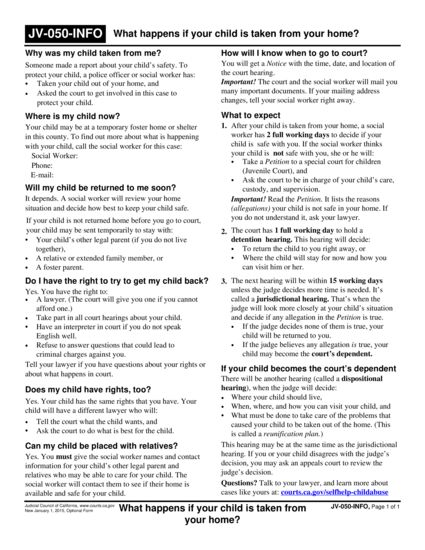 JV-050-INFO What happens if your child is taken from your home?
Why was my child taken from me?
Someone made a report about your child's safety. To
protect your child, a police officer or social worker has:
• Taken your child out of your home, and
• Asked the court to get involved in this case to
protect your child.
Where is my child now?
Your child may be at a temporary foster home or shelter
in this county. To find out more about what is happening
with your child, call the social worker for this case:
Social Worker:
Phone:
E-mail:
Will my child be returned to me soon?
It depends. A social worker will review your home
situation and decide how best to keep your child safe.
If your child is not returned home before you go to court,
your child may be sent temporarily to stay with:
• Your child's other legal parent (if you do not live
together),
• A relative or extended family member, or
• A foster parent.
Do I have the right to try to get my child back?
Yes. You have the right to:
• A lawyer. (The court will give you one if you cannot
afford one.)
• Take part in all court hearings about your child.
• Have an interpreter in court if you do not speak
English well.
• Refuse to answer questions that could lead to
criminal charges against you.
Tell your lawyer if you have questions about your rights or
about what happens in court.
Does my child have rights, too?
Yes. Your child has the same rights that you have. Your
child will have a different lawyer who will:
• Tell the court what the child wants, and
• Ask the court to do what is best for the child.
Can my child be placed with relatives?
Yes. You must give the social worker names and contact
information for your child's other legal parent and
relatives who may be able to care for your child. The
social worker will contact them to see if their home is
available and safe for your child.
How will I know when to go to court?
You will get a Notice with the time, date, and location of
the court hearing.
Important! The court and the social worker will mail you
many important documents. If your mailing address
changes, tell your social worker right away.
What to expect
1. After your child is taken from your home, a social
worker has 2 full working days to decide if your
child is safe with you. If the social worker thinks
your child is not safe with you, she or he will:
• Take a Petition to a special court for children
(Juvenile Court), and
• Ask the court to be in charge of your child's care,
custody, and supervision.
Important! Read the Petition. It lists the reasons
(allegations) your child is not safe in your home. If
you do not understand it, ask your lawyer.
2. The court has 1 full working day to hold a
detention hearing. This hearing will decide:
• To return the child to you right away, or
• Where the child will stay for now and how you
can visit him or her.
3. The next hearing will be within 15 working days
unless the judge decides more time is needed. It's
called a jurisdictional hearing. That's when the
judge will look more closely at your child's situation
and decide if any allegation in the Petition is true.
• If the judge decides none of them is true, your
child will be returned to you.
• If the judge believes any allegation is true, your
child may become the court's dependent.
If your child becomes the court's dependent
There will be another hearing (called a dispositional
hearing), when the judge will decide:
• Where your child should live,
• When, where, and how you can visit your child, and
• What must be done to take care of the problems that
caused your child to be taken out of the home. (This
is called a reunification plan.)
This hearing may be at the same time as the jurisdictional
hearing. If you or your child disagrees with the judge's
decision, you may ask an appeals court to review the
judge's decision.
Questions? Talk to your lawyer, and learn more about
cases like yours at: courts.ca.gov/selfhelp-childabuse
Judicial Council of California, www.courts.ca.gov
New January 1, 2019, Optional Form
What happens if your child is taken from
your home?
JV-050-INFO, Page 1 of 1